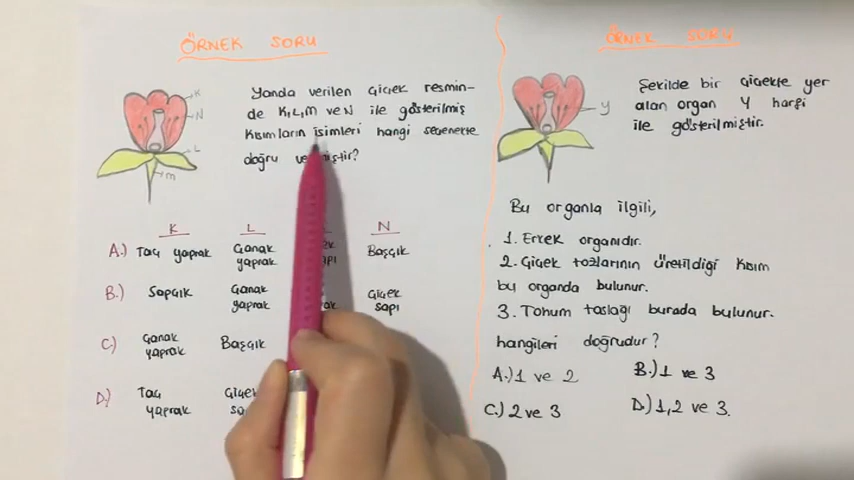 ÖRNEK SORU
K
N
L
M
Yanda verilen çiçek resmin-
de K,L,M ve N ile gösterilmiş
kısımların isimleri hangi seçenekte
doğru
K L N
A.) Taç yaprak Çanak yaprak Başçık
B.) Sapçık Çanak yaprak Çiçek sapı
C.) Çanak yaprak Başçık
D.) Taç yaprak
ÖRNEK SORU
Y
Şekilde bir çiçekte yer
alan organ Y harfi
ile gösterilmiştir.
Bu organla ilgili,
1. Erkek organıdır.
2. Çiçek tozlarının üretildiği kısım
bu organda bulunur.
3. Tohum taslağı burada bulunur.
hangileri doğrudur?
A.) 1 ve 2 B.) 1 ve 3
C.) 2 ve 3 D.) 1,2 ve 3.